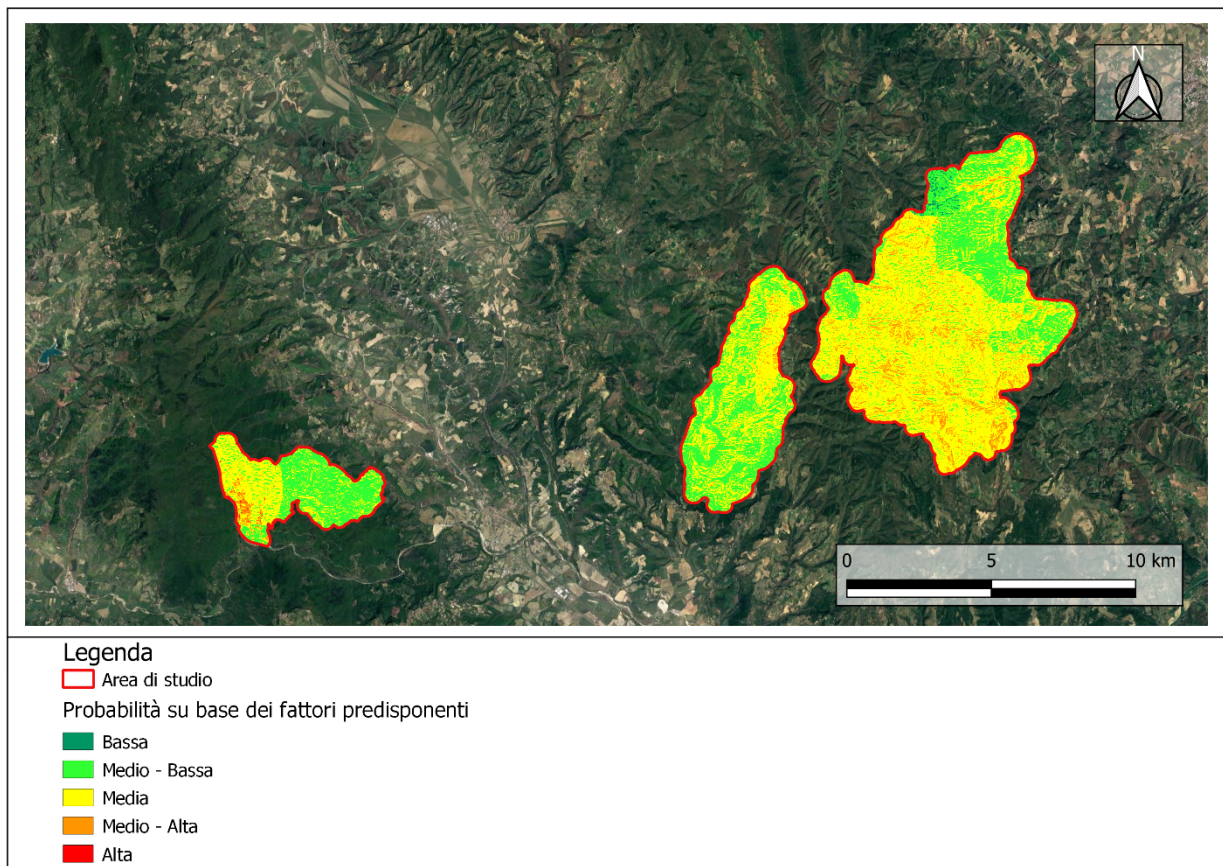 N
0 5 10 km
Legenda
Area di studio
Probabilità su base dei fattori predisponenti
Bassa
Medio - Bassa
Media
Medio - Alta
Alta